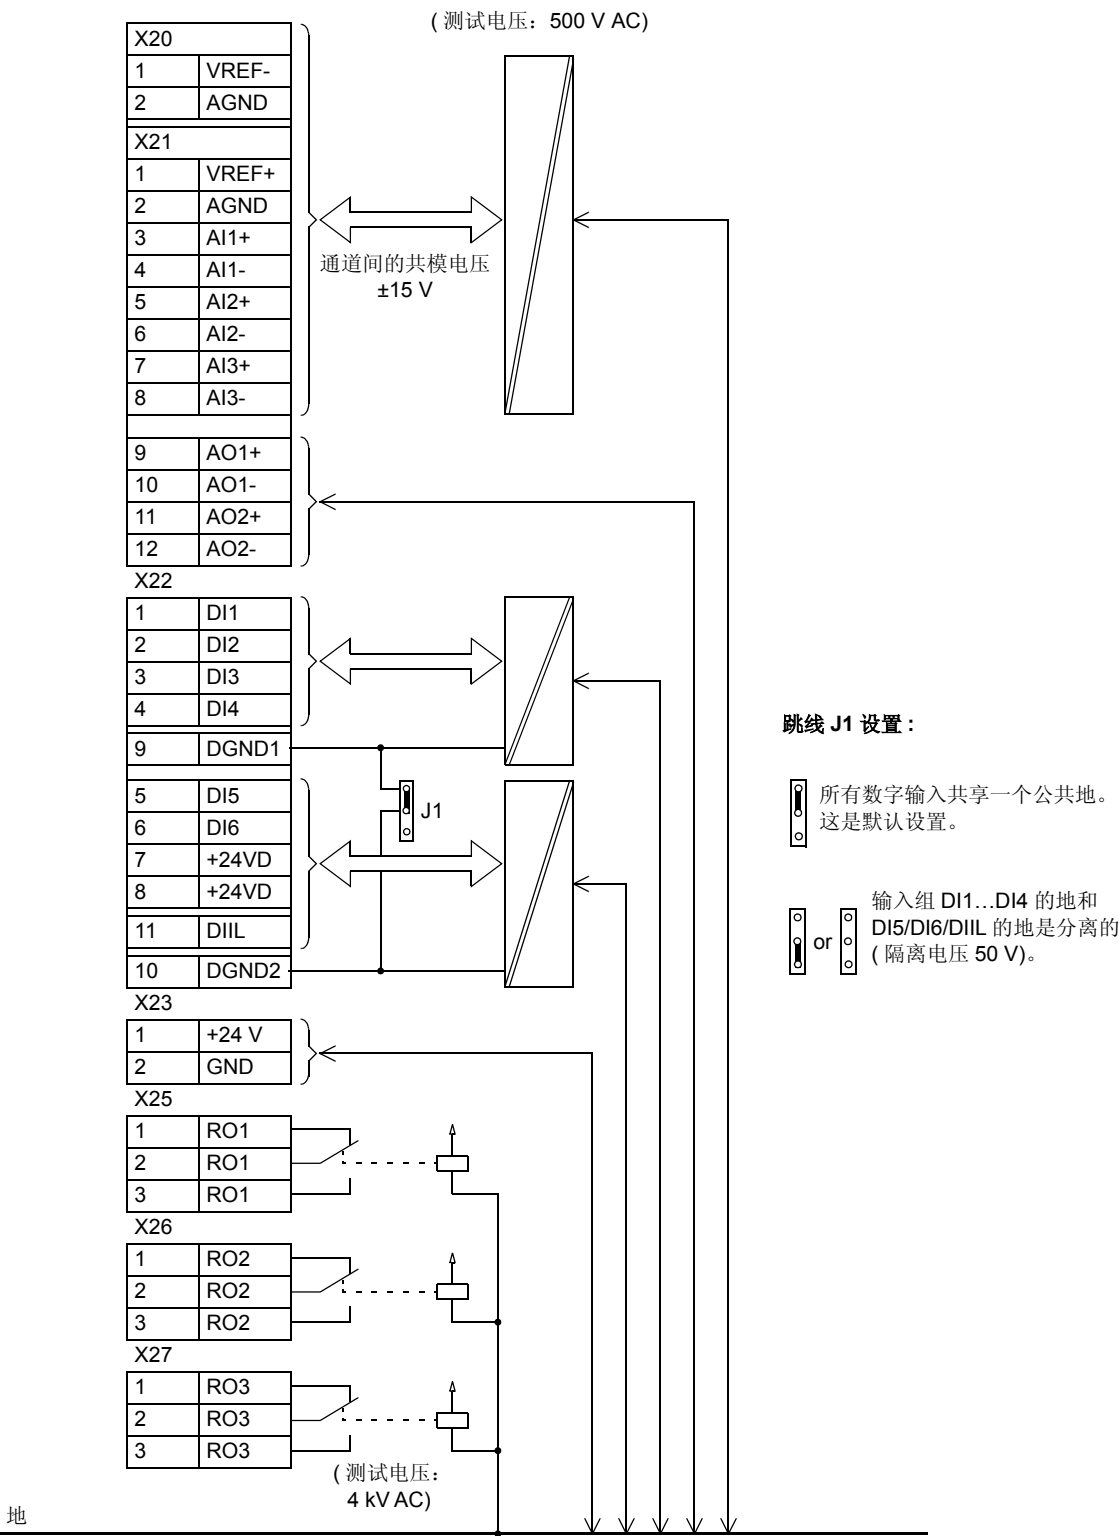 ( 测试电压：500 V AC)
X20
1 VREF-
2 AGND
X21
1 VREF+
2 AGND
3 AI1+
4 AI1-
5 AI2+
6 AI2-
7 AI3+
8 AI3-
通道间的共模电压
±15 V
9 AO1+
10 AO1-
11 AO2+
12 AO2-
X22
1 DI1
2 DI2
3 DI3
4 DI4
9 DGND1
5 DI5
6 DI6
7 +24VD
8 +24VD
11 DIIL
10 DGND2
J1
跳线 J1 设置 :
所有数字输入共享一个公共地。
这是默认设置。
or
输入组 DI1…DI4 的地和
DI5/DI6/DIIL 的地是分离的
( 隔离电压 50 V)。
X23
1 +24 V
2 GND
X25
1 RO1
2 RO1
3 RO1
X26
1 RO2
2 RO2
3 RO2
X27
1 RO3
2 RO3
3 RO3
( 测试电压：
4 kV AC)
地